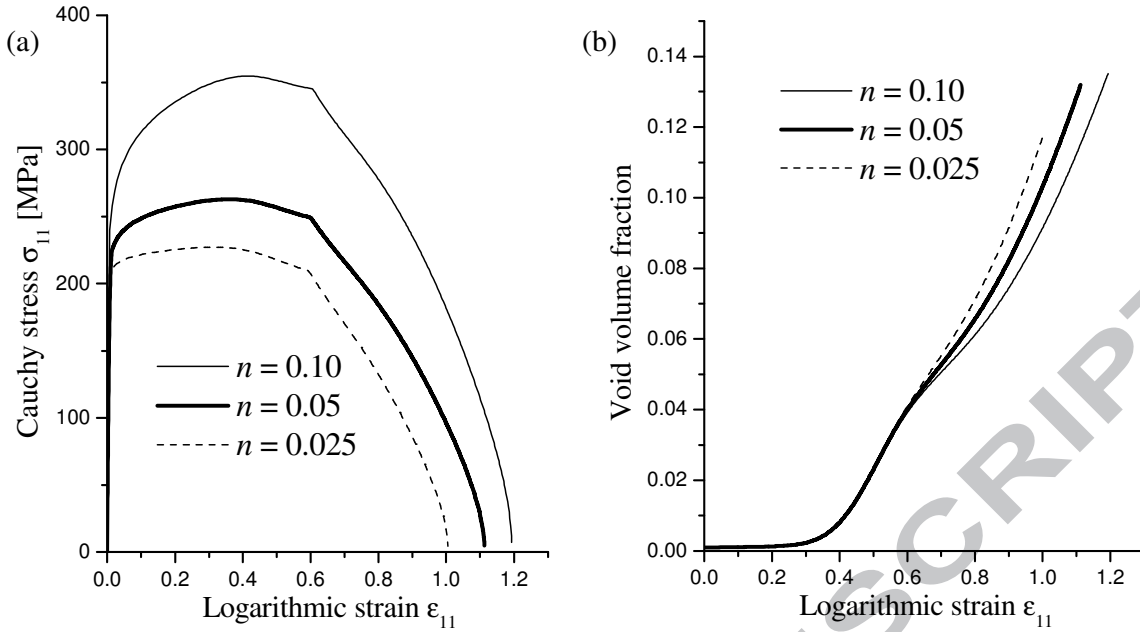 (a)
Cauchy stress σ11 [MPa]
400
300
200
100
0
n = 0.10
n = 0.05
n = 0.025
0.0 0.2 0.4 0.6 0.8 1.0 1.2
Logarithmic strain ε11
(b)
Void volume fraction
0.14
0.12
0.10
0.08
0.06
0.04
0.02
0.00
n = 0.10
n = 0.05
n = 0.025
0.0 0.2 0.4 0.6 0.8 1.0 1.2
Logarithmic strain ε11
SCRIPT